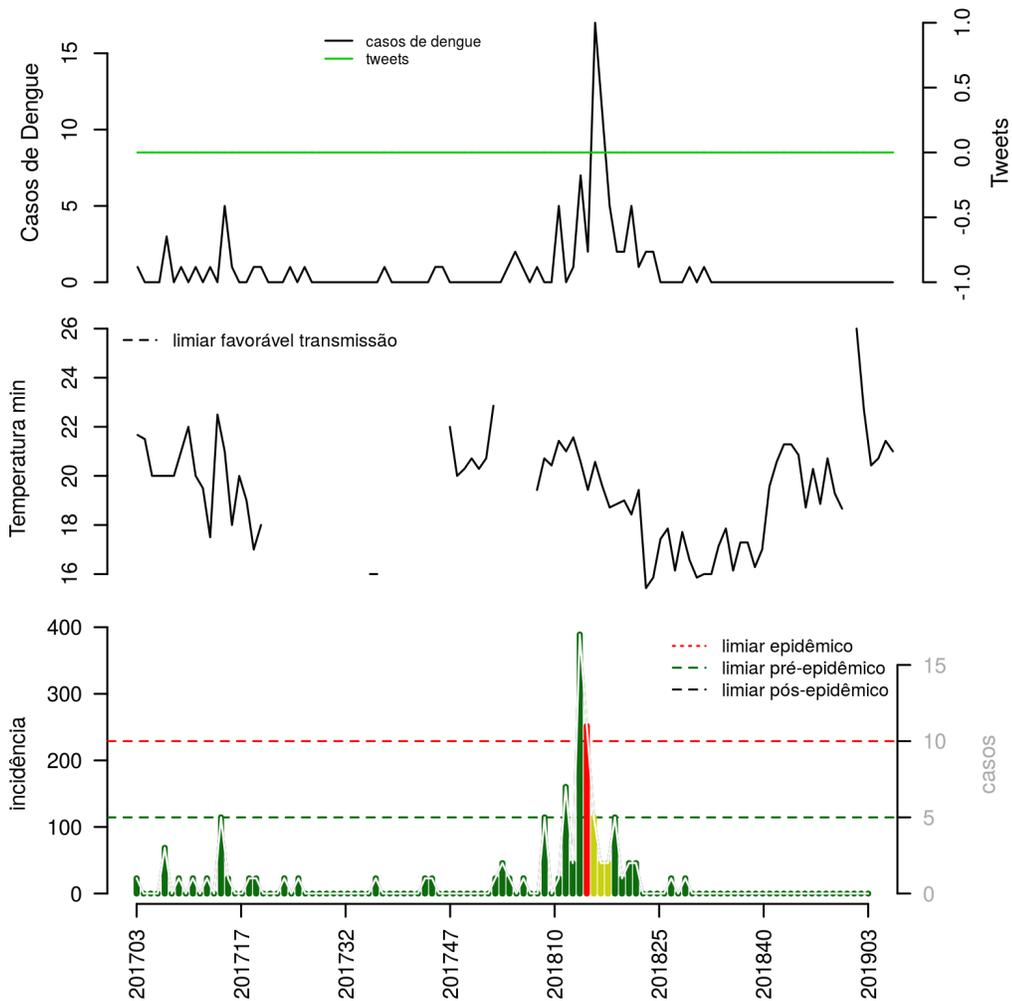 casos de dengue
tweets
Casos de Dengue
0
5
10
15
Tweets
-1.0
-0.5
0.0
0.5
1.0
limiar favorável transmissão
Temperatura min
16
18
20
22
24
26
limiar epidêmico
limiar pré-epidêmico
limiar pós-epidêmico
incidência
0
100
200
300
400
casos
0
5
10
15
201703
201717
201732
201747
201810
201825
201840
201903